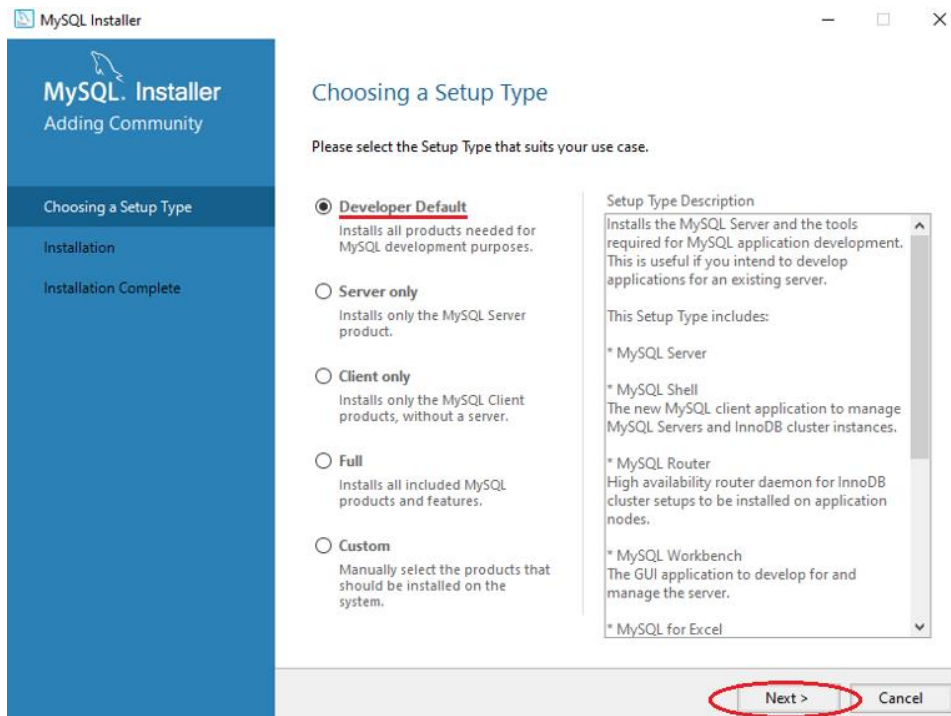 MySQL Installer
MySQL. Installer
Adding Community
Choosing a Setup Type
Installation
Installation Complete
Choosing a Setup Type
Please select the Setup Type that suits your use case.
Developer Default
Installs all products needed for
MySQL development purposes.
Server only
Installs only the MySQL Server
product.
Client only
Installs only the MySQL Client
products, without a server.
Full
Installs all included MySQL
products and features.
Custom
Manually select the products that
should be installed on the
system.
Setup Type Description
Installs the MySQL Server and the tools
required for MySQL application development.
This is useful if you intend to develop
applications for an existing server.
This Setup Type includes:
* MySQL Server
* MySQL Shell
The new MySQL client application to manage
MySQL Servers and InnoDB cluster instances.
* MySQL Router
High availability router daemon for InnoDB
cluster setups to be installed on application
nodes.
* MySQL Workbench
The GUI application to develop for and
manage the server.
* MySQL for Excel
Next >
Cancel